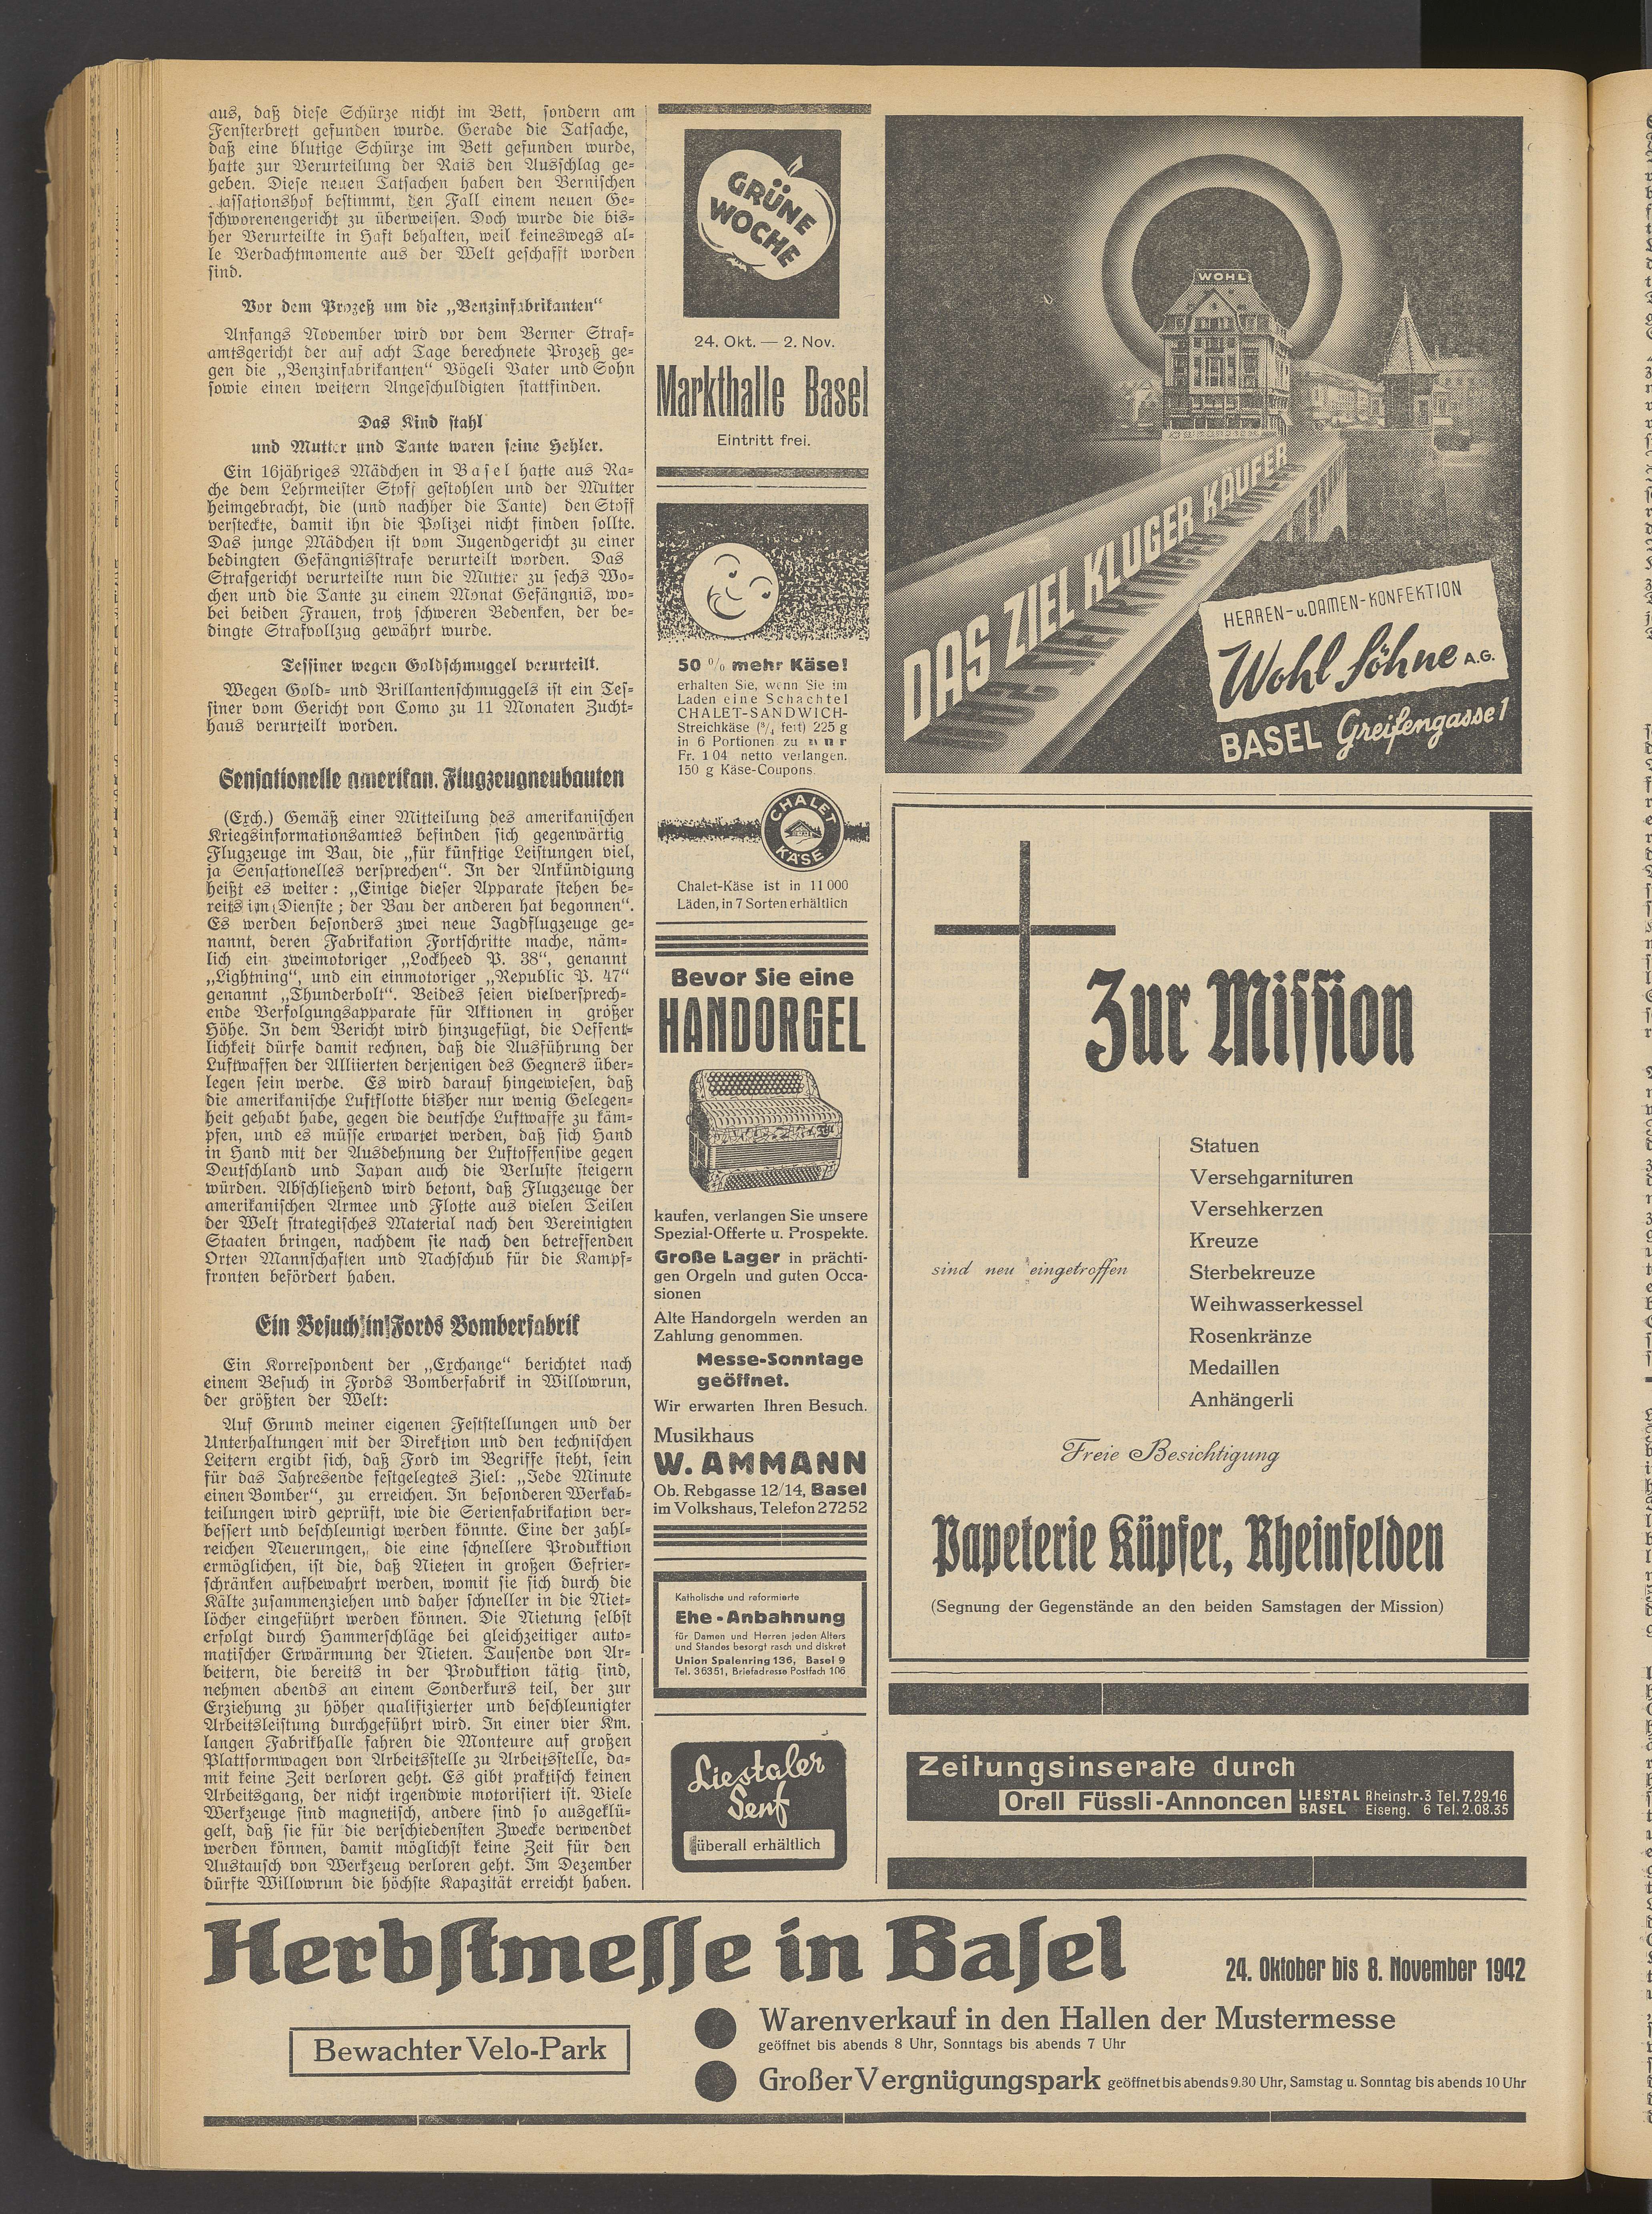 aus, daß diese Schürze nicht im Bett, sondern am
Fensterbrett gefunden wurde. Gerade die Tatsache,
daß eine blutige Schürze im Bett gefunden wurde,
hatte zur Verurteilung der Rais den Ausschlag ge=
geben. Diese neuen Tatsachen haben den Bernischen
.assationshof bestimmt, den Fall einem neuen Ge=
schworenengericht zu überweisen. Doch wurde die bis=
her Verurteilte in Haft behalten, weil keineswegs al=
le Verdachtmomente aus der Welt geschafft worden
sind.
Vor dem Prozeß um die „Benzinfabrikanten“
Anfangs November wird vor dem Berner Straf=
amtsgericht der auf acht Tage berechnete Prozeß ge=
gen die „Benzinfabrikanten“ Vögeli Vater und Sohn
sowie einen weitern Angeschuldigten stattfinden.
Das Kind stahl
und Mutter und Tante waren seine Hehler.
Ein 16jähriges Mädchen in Basel hatte aus Ra=
che dem Lehrmeister Stoff gestohlen und der Mutter
heimgebracht, die (und nachher die Tante) den Stoff
versteckte, damit ihn die Polizei nicht finden sollte.
Das junge Mädchen ist vom Jugendgericht zu einer
bedingten Gefängnisstrafe verurteilt worden. Das
Strafgericht verurteilte nun die Mutter zu sechs Wo=
chen und die Tante zu einem Monat Gefängnis, wo=
bei beiden Frauen, trotz schweren Bedenken, der be=
dingte Strafvollzug gewährt wurde.
Tessiner wegen Goldschmuggel verurteilt.
Wegen Gold= und Brillantenschmuggels ist ein Tes=
siner vom Gericht von Como zu 11 Monaten Zucht=
haus verurteilt worden.
Sensationelle amerikan. Flugzeugneubauten
(Exch.) Gemäß einer Mitteilung des amerikanischen
Kriegsinformationsamtes befinden sich gegenwärtig
Flugzeuge im Bau, die „für künftige Leistungen viel,
ja Sensationelles versprechen“. In der Ankündigung
heißt es weiter: „Einige dieser Apparate stehen be=
reits im Dienste; der Bau der anderen hat begonnen“.
Es werden besonders zwei neue Jagdflugzeuge ge=
nannt, deren Fabrikation Fortschritte mache, näm=
lich ein zweimotoriger „Lockheed P. 38“, genannt
„Lightning“, und ein einmotoriger „Republic P. 47“
genannt „Thunderbolt“. Beides seien vielversprech=
ende Verfolgungsapparate für Aktionen in großer
Höhe. In dem Bericht wird hinzugefügt, die Oeffent=
lichkeit dürfe damit rechnen, daß die Ausführung der
Luftwaffen der Alliierten derjenigen des Gegners über=
legen sein werde. Es wird darauf hingewiesen, daß
die amerikanische Luftflotte bisher nur wenig Gelegen=
heit gehabt habe, gegen die deutsche Luftwaffe zu käm=
pfen, und es müsse erwartet werden, daß sich Hand
in Hand mit der Ausdehnung der Luftoffensive gegen
Deutschland und Japan auch die Verluste steigern
würden. Abschließend wird betont, daß Flugzeuge der
amerikanischen Armee und Flotte aus vielen Teilen
der Welt strategisches Material nach den Vereinigten
Staaten bringen, nachdem sie nach den betreffenden
Orten Mannschaften und Nachschub für die Kampf=
fronten befördert haben.
Ein Besuch in Fords Bomberfabrik
Ein Korrespondent der „Exchange“ berichtet nach
einem Besuch in Fords Bomberfabrik in Willowrun,
der größten der Welt:
Auf Grund meiner eigenen Feststellungen und der
Unterhaltungen mit der Direktion und den technischen
Leitern ergibt sich, daß Ford im Begriffe steht, sein
für das Jahresende festgelegtes Ziel: „Jede Minute
einen Bomber“, zu erreichen. In besonderen Werkab=
teilungen wird geprüft, wie die Serienfabrikation ver=
bessert und beschleunigt werden könnte. Eine der zahl=
reichen Neuerungen, die eine schnellere Produktion
ermöglichen, ist die, daß Nieten in großen Gefrier=
schränken aufbewahrt werden, womit sie sich durch die
Kälte zusammenziehen und daher schneller in die Niet=
löcher eingeführt werden können. Die Nietung selbst
erfolgt durch Hammerschläge bei gleichzeitiger auto=
matischer Erwärmung der Nieten. Tausende von Ar=
beitern, die bereits in der Produktion tätig sind,
nehmen abends an einem Sonderkurs teil, der zur
Erziehung zu höher qualifizierter und beschleunigter
Arbeitsleistung durchgeführt wird. In einer vier Km.
langen Fabrikhalle fahren die Monteure auf großen
Plattformwagen von Arbeitsstelle zu Arbeitsstelle, da=
mit keine Zeit verloren geht. Es gibt praktisch keinen
Arbeitsgang, der nicht irgendwie motorisiert ist. Viele
Werkzeuge sind magnetisch, andere sind so ausgeklü=
gelt, daß sie für die verschiedensten Zwecke verwendet
werden können, damit möglichst keine Zeit für den
Austausch von Werkzeug verloren geht. Im Dezember
dürfte Willowrun die höchste Kapazität erreicht haben.
GRÜNE
WOCHE
24. Okt. — 2. Nov.
Markthalle Basel
Eintritt frei.
50 % mehr Käse!
erhalten Sie, wenn Sie im
Laden eine Schachtel
CHALET-SANDWICH-
Streichkäse (³/₄ fett) 225 g
in 6 Portionen zu nur
Fr. 1 04 netto verlangen.
150 g Käse-Coupons.
CHALET
KÄSE
Chalet-Käse ist in 11 000
Läden, in 7 Sorten erhältlich
Bevor Sie eine
HANDORGEL
kaufen, verlangen Sie unsere
Spezial-Offerte u. Prospekte.
Große Lager in prächti-
gen Orgeln und guten Occa-
sionen
Alte Handorgeln werden an
Zahlung genommen.
Messe-Sonntage
geöffnet.
Wir erwarten Ihren Besuch.
Musikhaus
W. AMMANN
Ob. Rebgasse 12/14, Basel
im Volkshaus, Telefon 27252
Katholische und reformierte
Ehe-Anbahnung
für Damen und Herren jeden Alters
und Standes besorgt rasch und diskret
Union Spalenring 136, Basel 9
Tel. 36351, Briefadresse Postfach 106
Liestaler
Senf
überall erhältlich
WOHL
DAS ZIEL KLUGER KÄUFER
HERREN- u. DAMEN-KONFEKTION
Wohl Söhne A.G.
BASEL Greifengasse 1
Zur Mission
Statuen
Versehgarnituren
Versehkerzen
Kreuze
sind neu eingetroffen
Sterbekreuze
Weihwasserkessel
Rosenkränze
Medaillen
Anhängerli
Freie Besichtigung
Papeterie Küpfer, Rheinfelden
(Segnung der Gegenstände an den beiden Samstagen der Mission)
Zeitungsinserate durch
Orell Füssli-Annoncen
LIESTAL Rheinstr. 3 Tel. 7.29.16
BASEL Eiseng. 6 Tel. 2.08.35
Herbstmesse in Basel
24. Oktober bis 8. November 1942
Bewachter Velo-Park
Warenverkauf in den Hallen der Mustermesse
geöffnet bis abends 8 Uhr, Sonntags bis abends 7 Uhr
Großer Vergnügungspark geöffnet bis abends 9.30 Uhr, Samstag u. Sonntag bis abends 10 Uhr